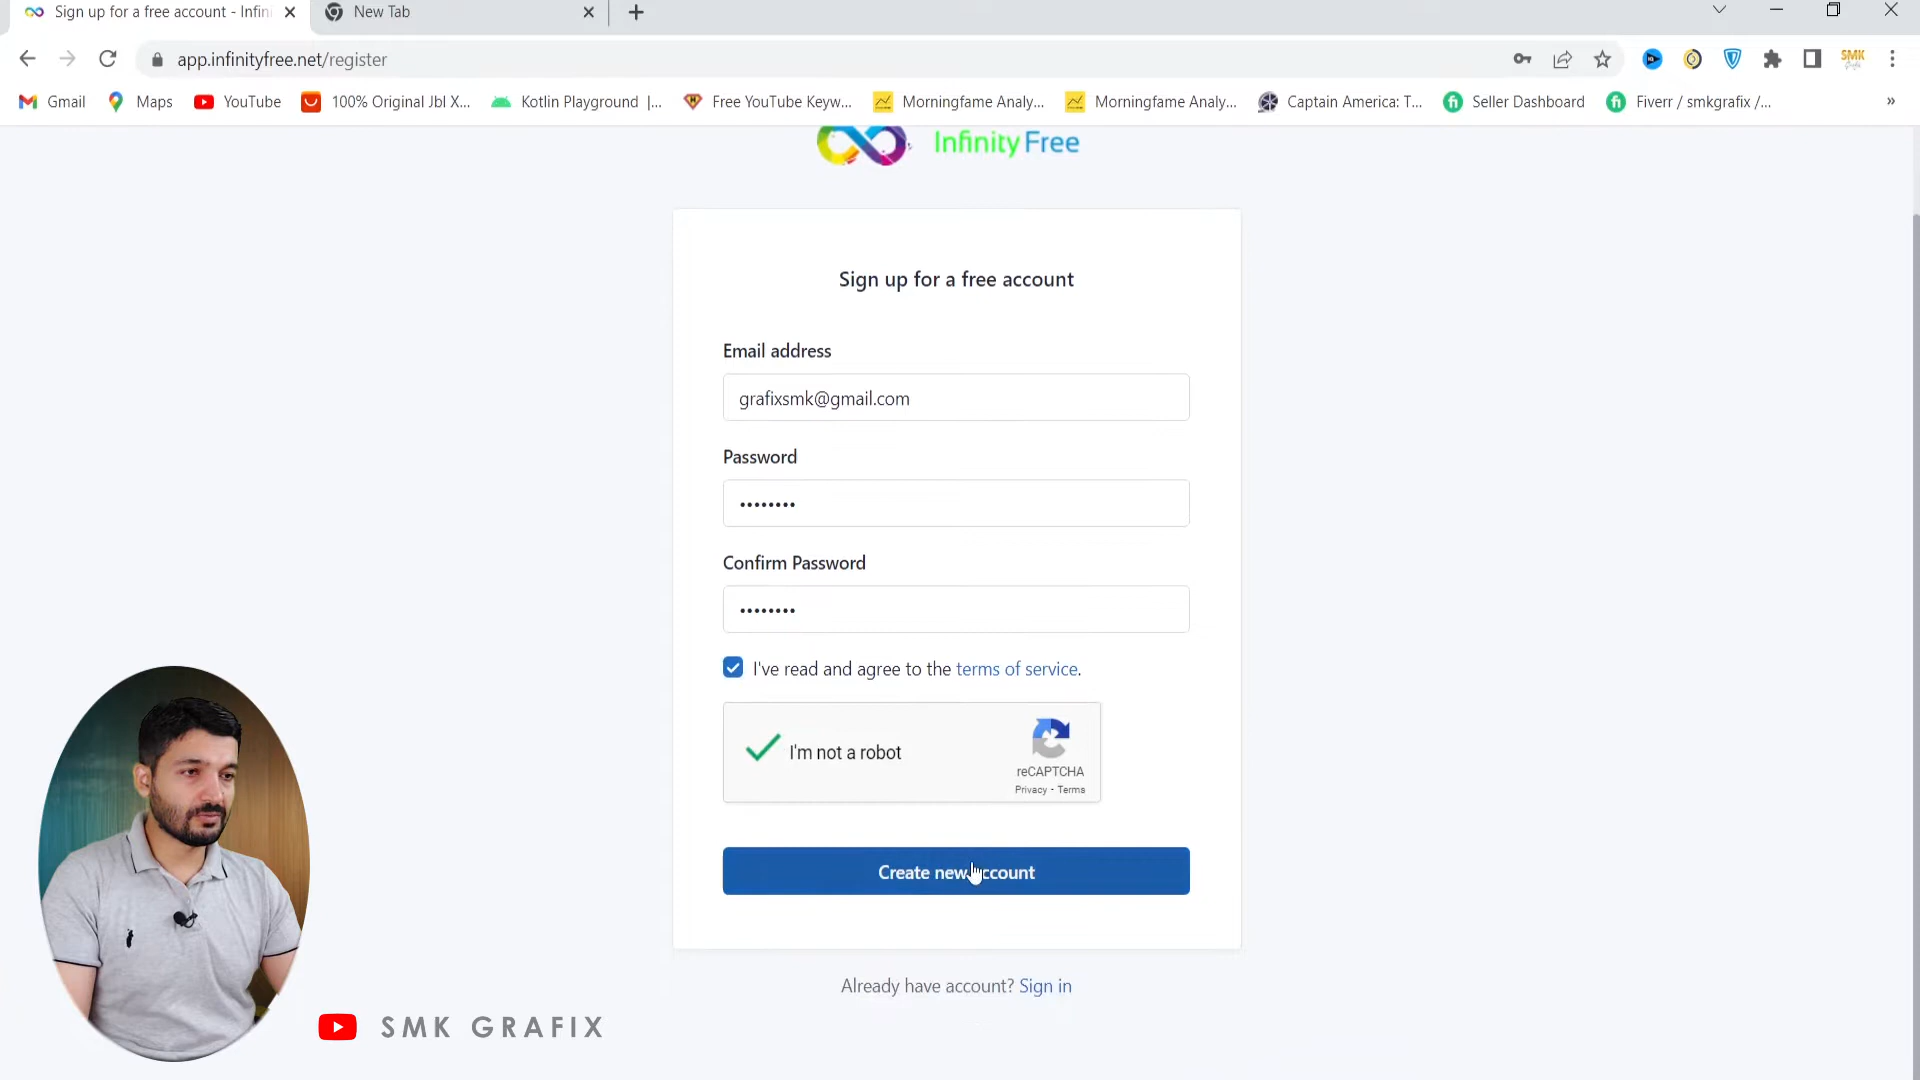 Sign up for a free account - Infini
New Tab
app.infinityfree.net/register
SMK
Gmail
Maps
YouTube
100% Original Jbl X...
Kotlin Playground |...
Free YouTube Keyw...
Morningfame Analy...
Morningfame Analy...
Captain America: T...
Seller Dashboard
Fiverr / smkgrafix /...
»
Infinity Free
Sign up for a free account
Email address
grafixsmk@gmail.com
Password
Confirm Password
I've read and agree to the terms of service.
I'm not a robot
reCAPTCHA
Privacy - Terms
Create new account
Already have account? Sign in
SMK GRAFIX